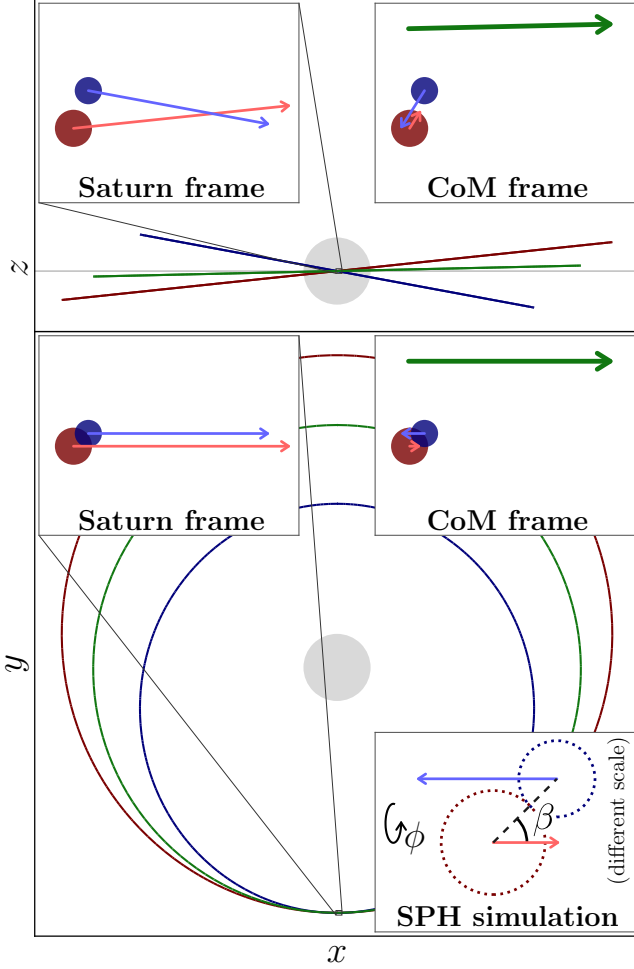 Saturn frame
CoM frame
z
Saturn frame
CoM frame
y
β
ϕ
(different scale)
SPH simulation
x